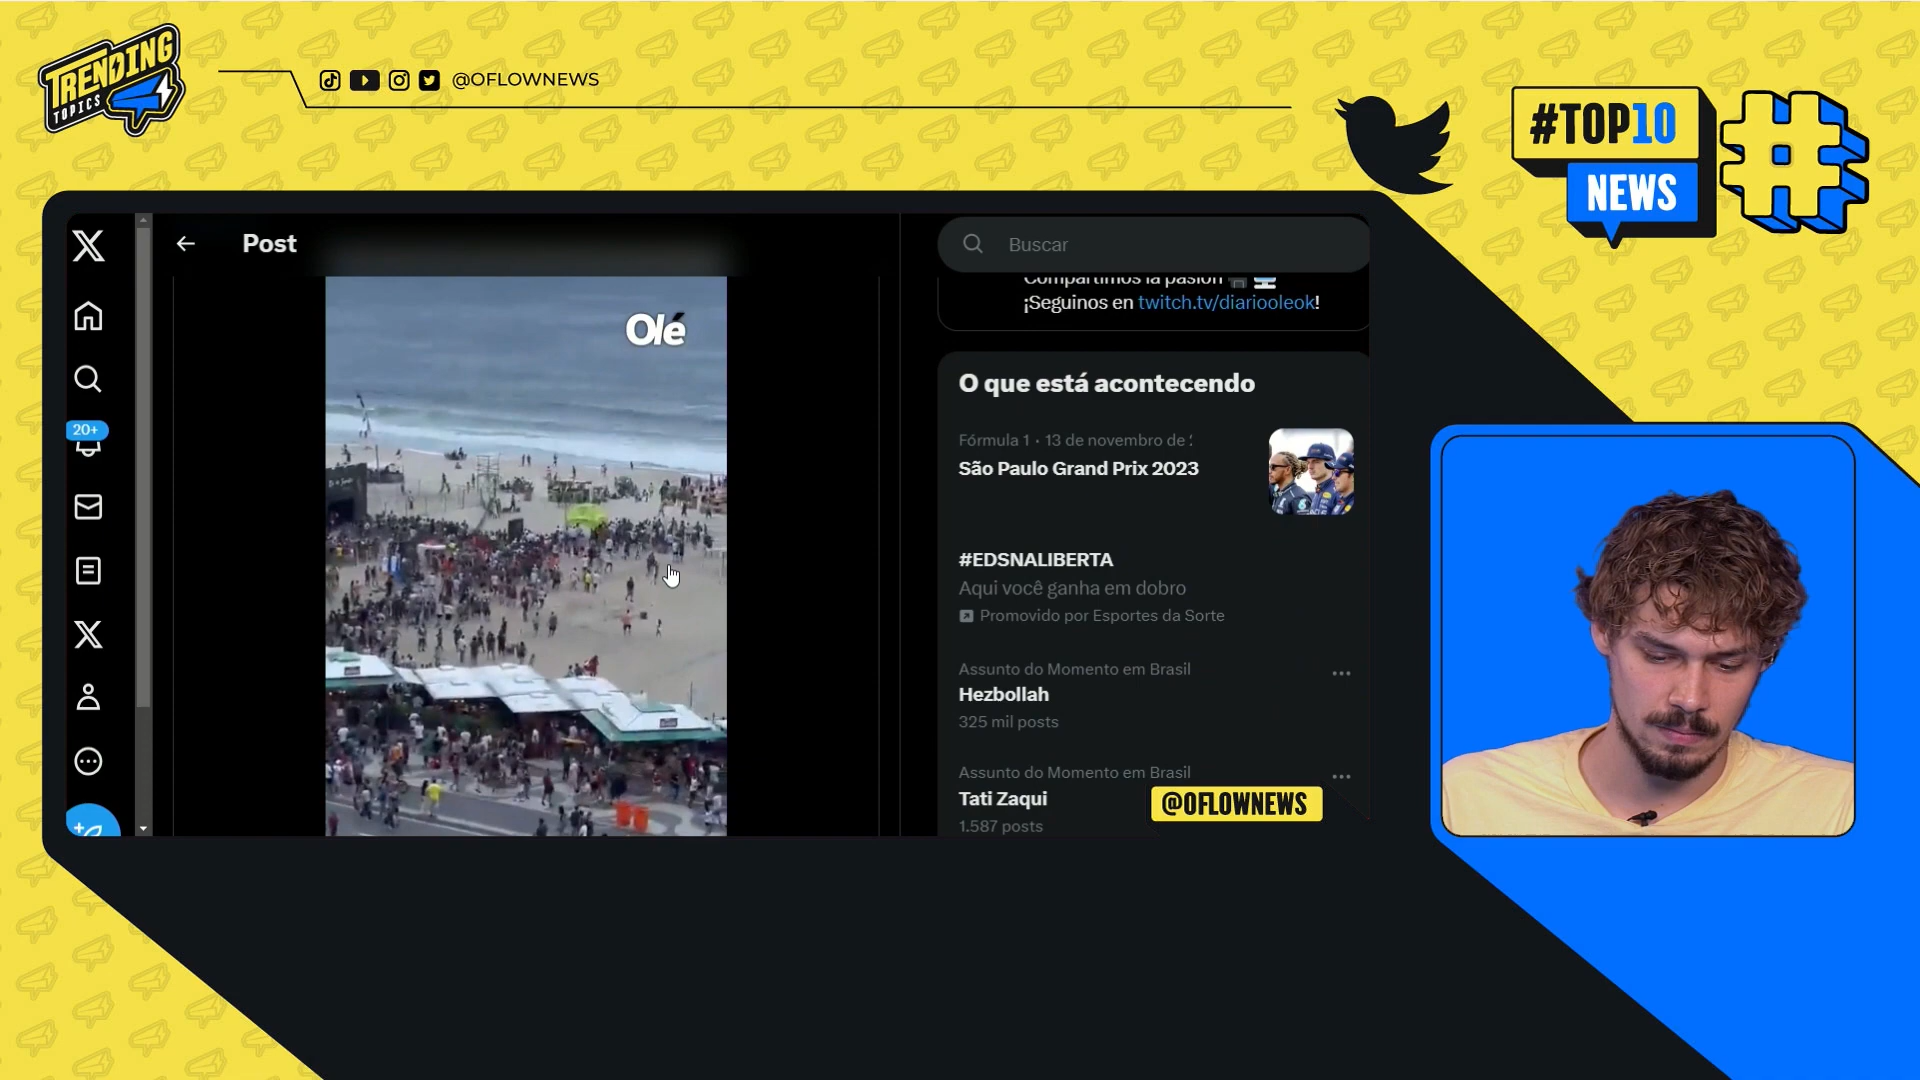 TRENDING
TOPICS
@OFLOWNEWS
#TOP10
NEWS
Post
Olé
Buscar
Compartimos la pasión
¡Seguinos en twitch.tv/diariooleok!
O que está acontecendo
Fórmula 1 · 13 de novembro de
São Paulo Grand Prix 2023
#EDSNALIBERTA
Aqui você ganha em dobro
Promovido por Esportes da Sorte
Assunto do Momento em Brasil
Hezbollah
325 mil posts
Assunto do Momento em Brasil
Tati Zaqui
1.587 posts
@OFLOWNEWS
20+